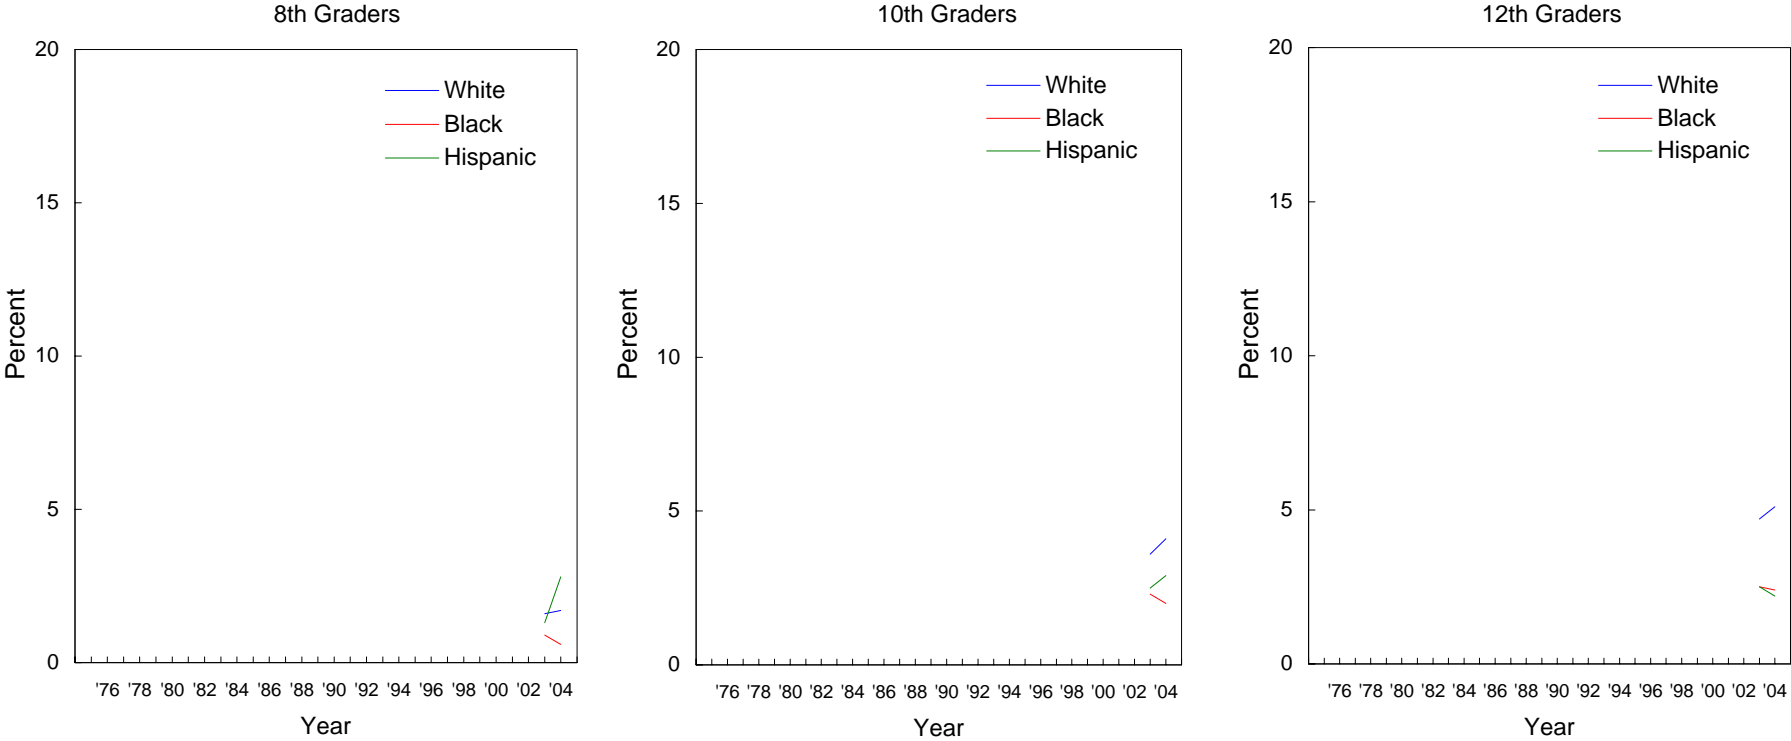 8th Graders
20
15
10
5
0
Percent
White
Black
Hispanic
'76 '78 '80 '82 '84 '86 '88 '90 '92 '94 '96 '98 '00 '02 '04
Year
10th Graders
20
15
10
5
0
Percent
White
Black
Hispanic
'76 '78 '80 '82 '84 '86 '88 '90 '92 '94 '96 '98 '00 '02 '04
Year
12th Graders
20
15
10
5
0
Percent
White
Black
Hispanic
'76 '78 '80 '82 '84 '86 '88 '90 '92 '94 '96 '98 '00 '02 '04
Year